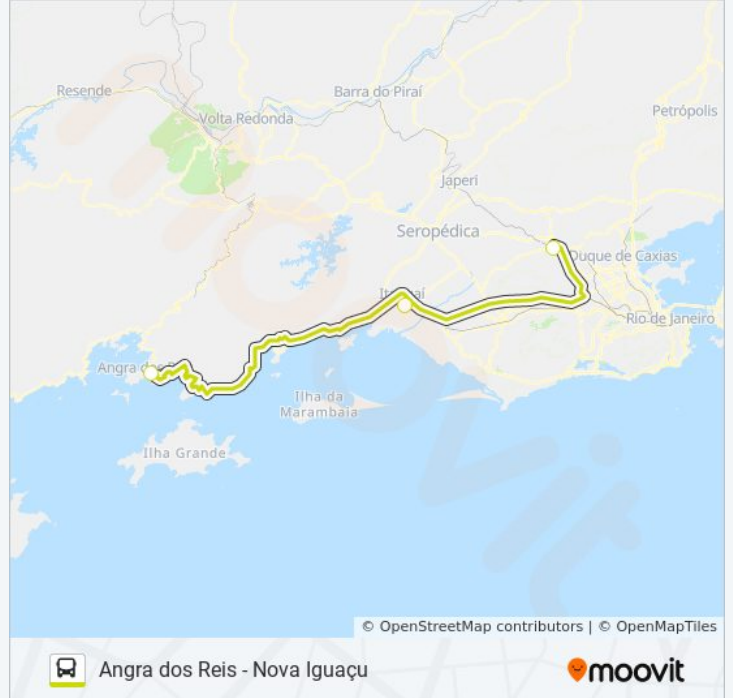 Resende
Barra do Piraí
Volta Redonda
Petrópolis
Japeri
Seropédica
Duque de Caxias
Rio de Janeiro
Angra dos
Ilha da
Marambaia
Ilha Grande
© OpenStreetMap contributors | © OpenMapTiles
Angra dos Reis - Nova Iguaçu
moovit